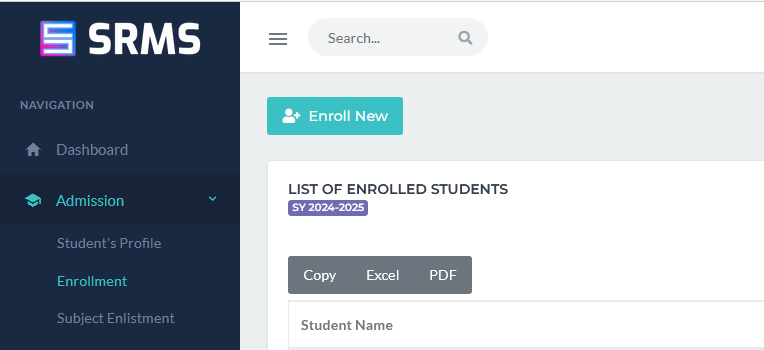 SRMS
Search...
NAVIGATION
Enroll New
Dashboard
Admission
LIST OF ENROLLED STUDENTS
SY 2024-2025
Student's Profile
Enrollment
Subject Enlistment
Copy Excel PDF
Student Name